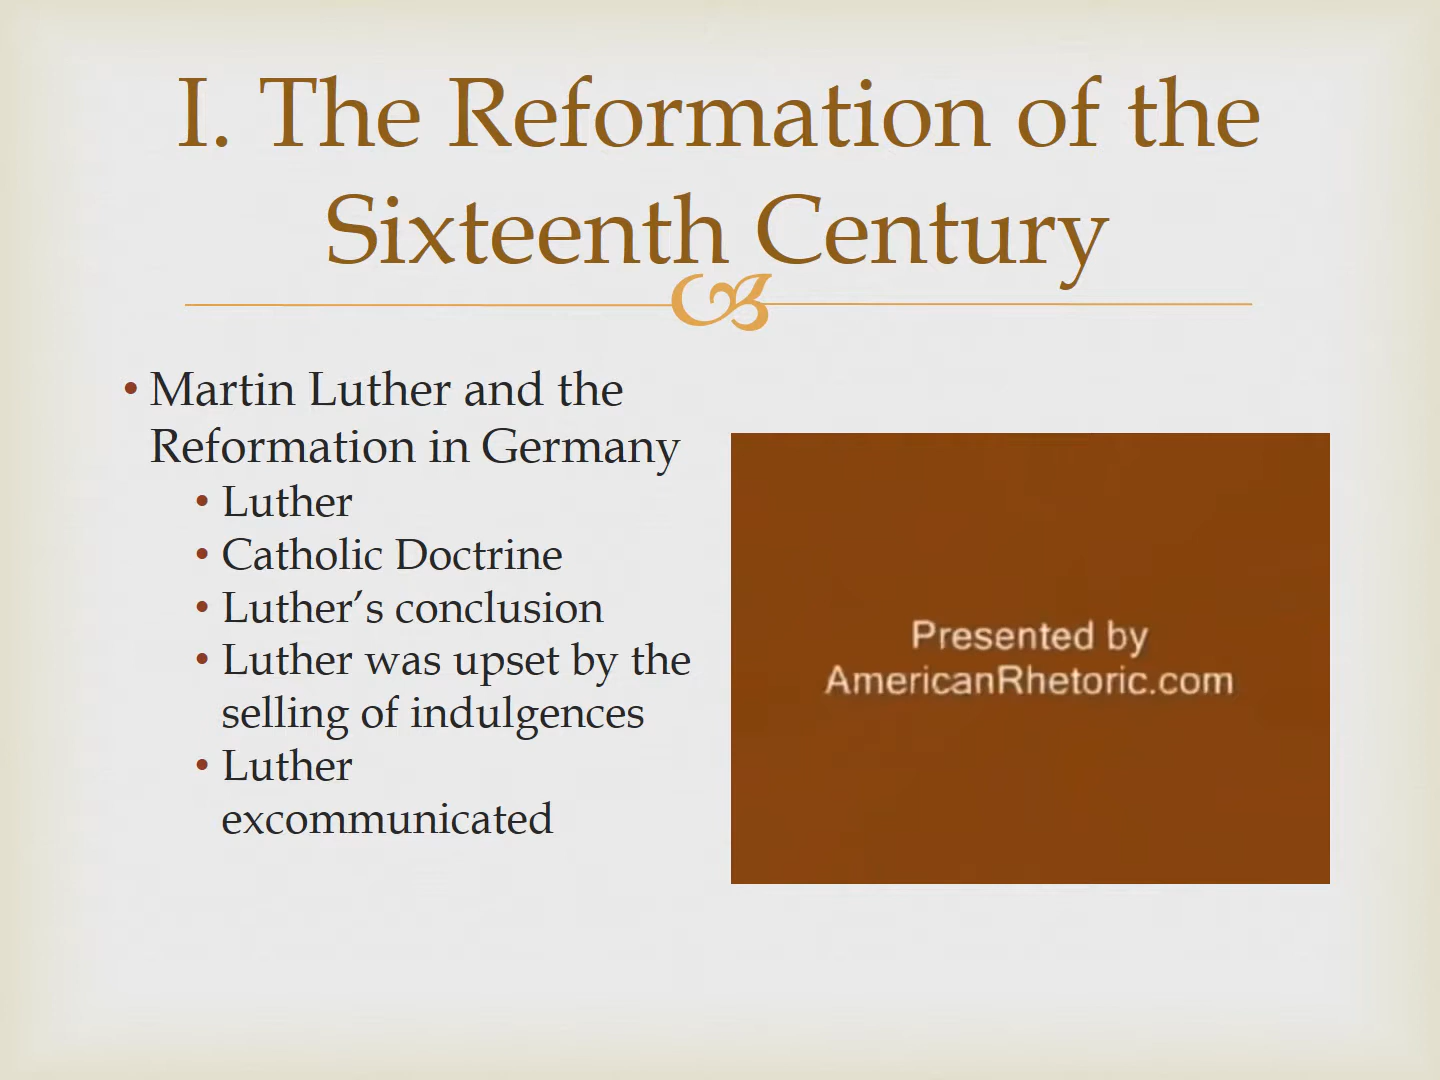 I. The Reformation of the
Sixteenth Century
• Martin Luther and the
Reformation in Germany
• Luther
• Catholic Doctrine
• Luther’s conclusion
• Luther was upset by the
selling of indulgences
• Luther
excommunicated
Presented by
AmericanRhetoric.com